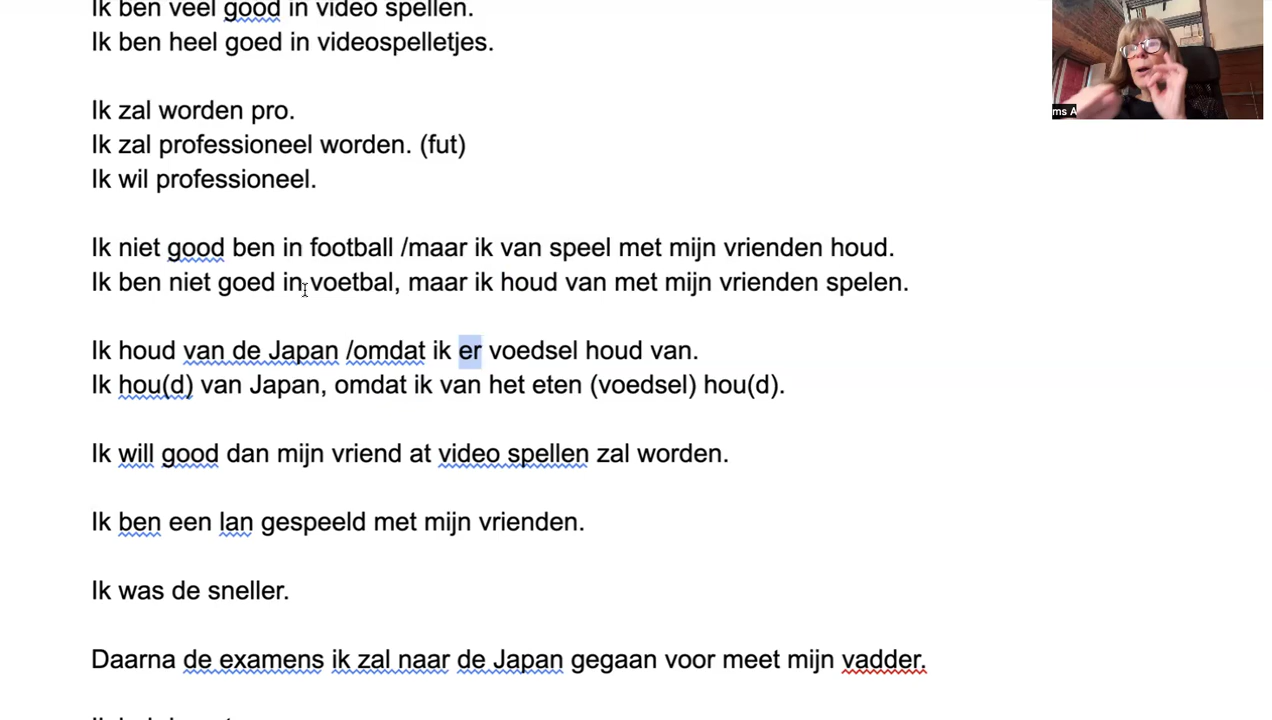 Ik ben veel good in video spellen.
Ik ben heel goed in videospelletjes.
Ik zal worden pro.
Ik zal professioneel worden. (fut)
Ik wil professioneel.
Ik niet good ben in football /maar ik van speel met mijn vrienden houd.
Ik ben niet goed in voetbal, maar ik houd van met mijn vrienden spelen.
Ik houd van de Japan /omdat ik er voedsel houd van.
Ik hou(d) van Japan, omdat ik van het eten (voedsel) hou(d).
Ik will good dan mijn vriend at video spellen zal worden.
Ik ben een lan gespeeld met mijn vrienden.
Ik was de sneller.
Daarna de examens ik zal naar de Japan gegaan voor meet mijn vadder.
ms A